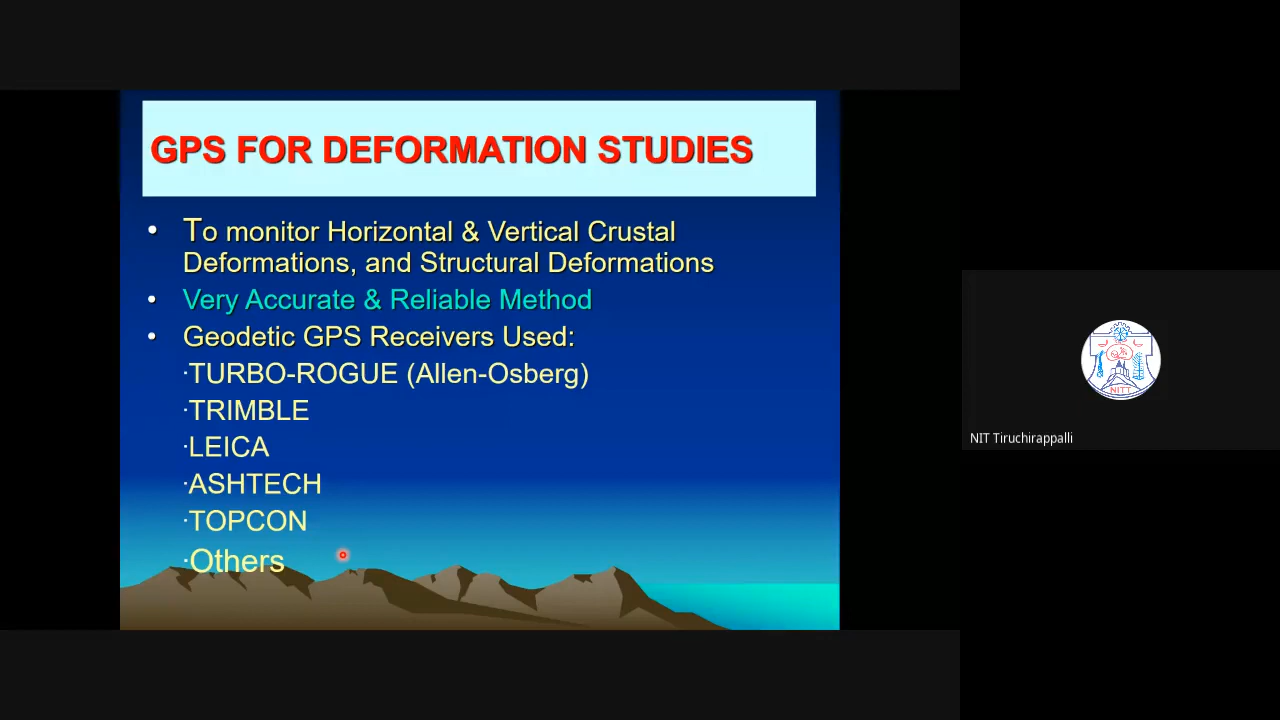 GPS FOR DEFORMATION STUDIES
• To monitor Horizontal & Vertical Crustal
Deformations, and Structural Deformations
• Very Accurate & Reliable Method
• Geodetic GPS Receivers Used:
·TURBO-ROGUE (Allen-Osberg)
·TRIMBLE
·LEICA
·ASHTECH
·TOPCON
·Others
NITT
NIT Tiruchirappalli